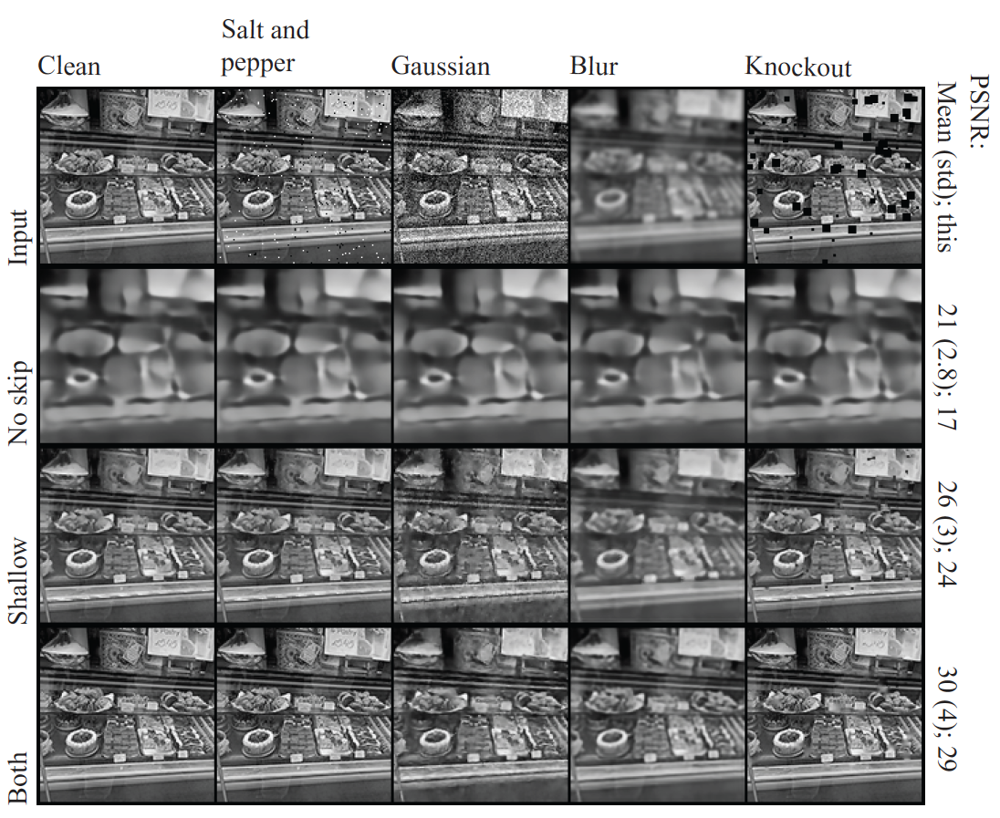 Salt and
pepper
Clean
Gaussian
Blur
Knockout
PSNR:
Mean (std); this
Input
No skip
21 (2.8); 17
Shallow
26 (3); 24
Both
30 (4); 29